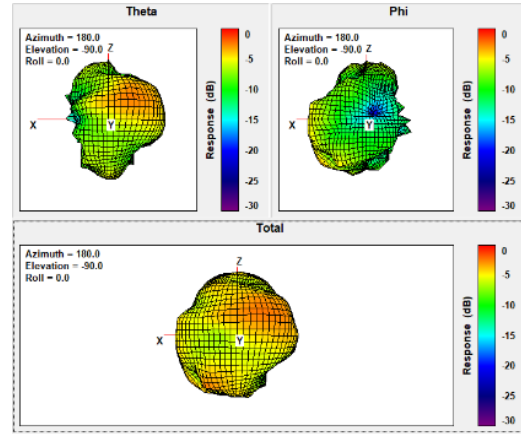 Theta
Azimuth = 180.0
Elevation = -90.0
Roll = 0.0
Z
X
Y
0
-5
-10
-15
-20
-25
-30
Response (dB)
Phi
Azimuth = 180.0
Elevation = -90.0
Roll = 0.0
Z
X
Y
0
-5
-10
-15
-20
-25
-30
Response (dB)
Total
Azimuth = 180.0
Elevation = -90.0
Roll = 0.0
Z
X
Y
0
-5
-10
-15
-20
-25
-30
Response (dB)